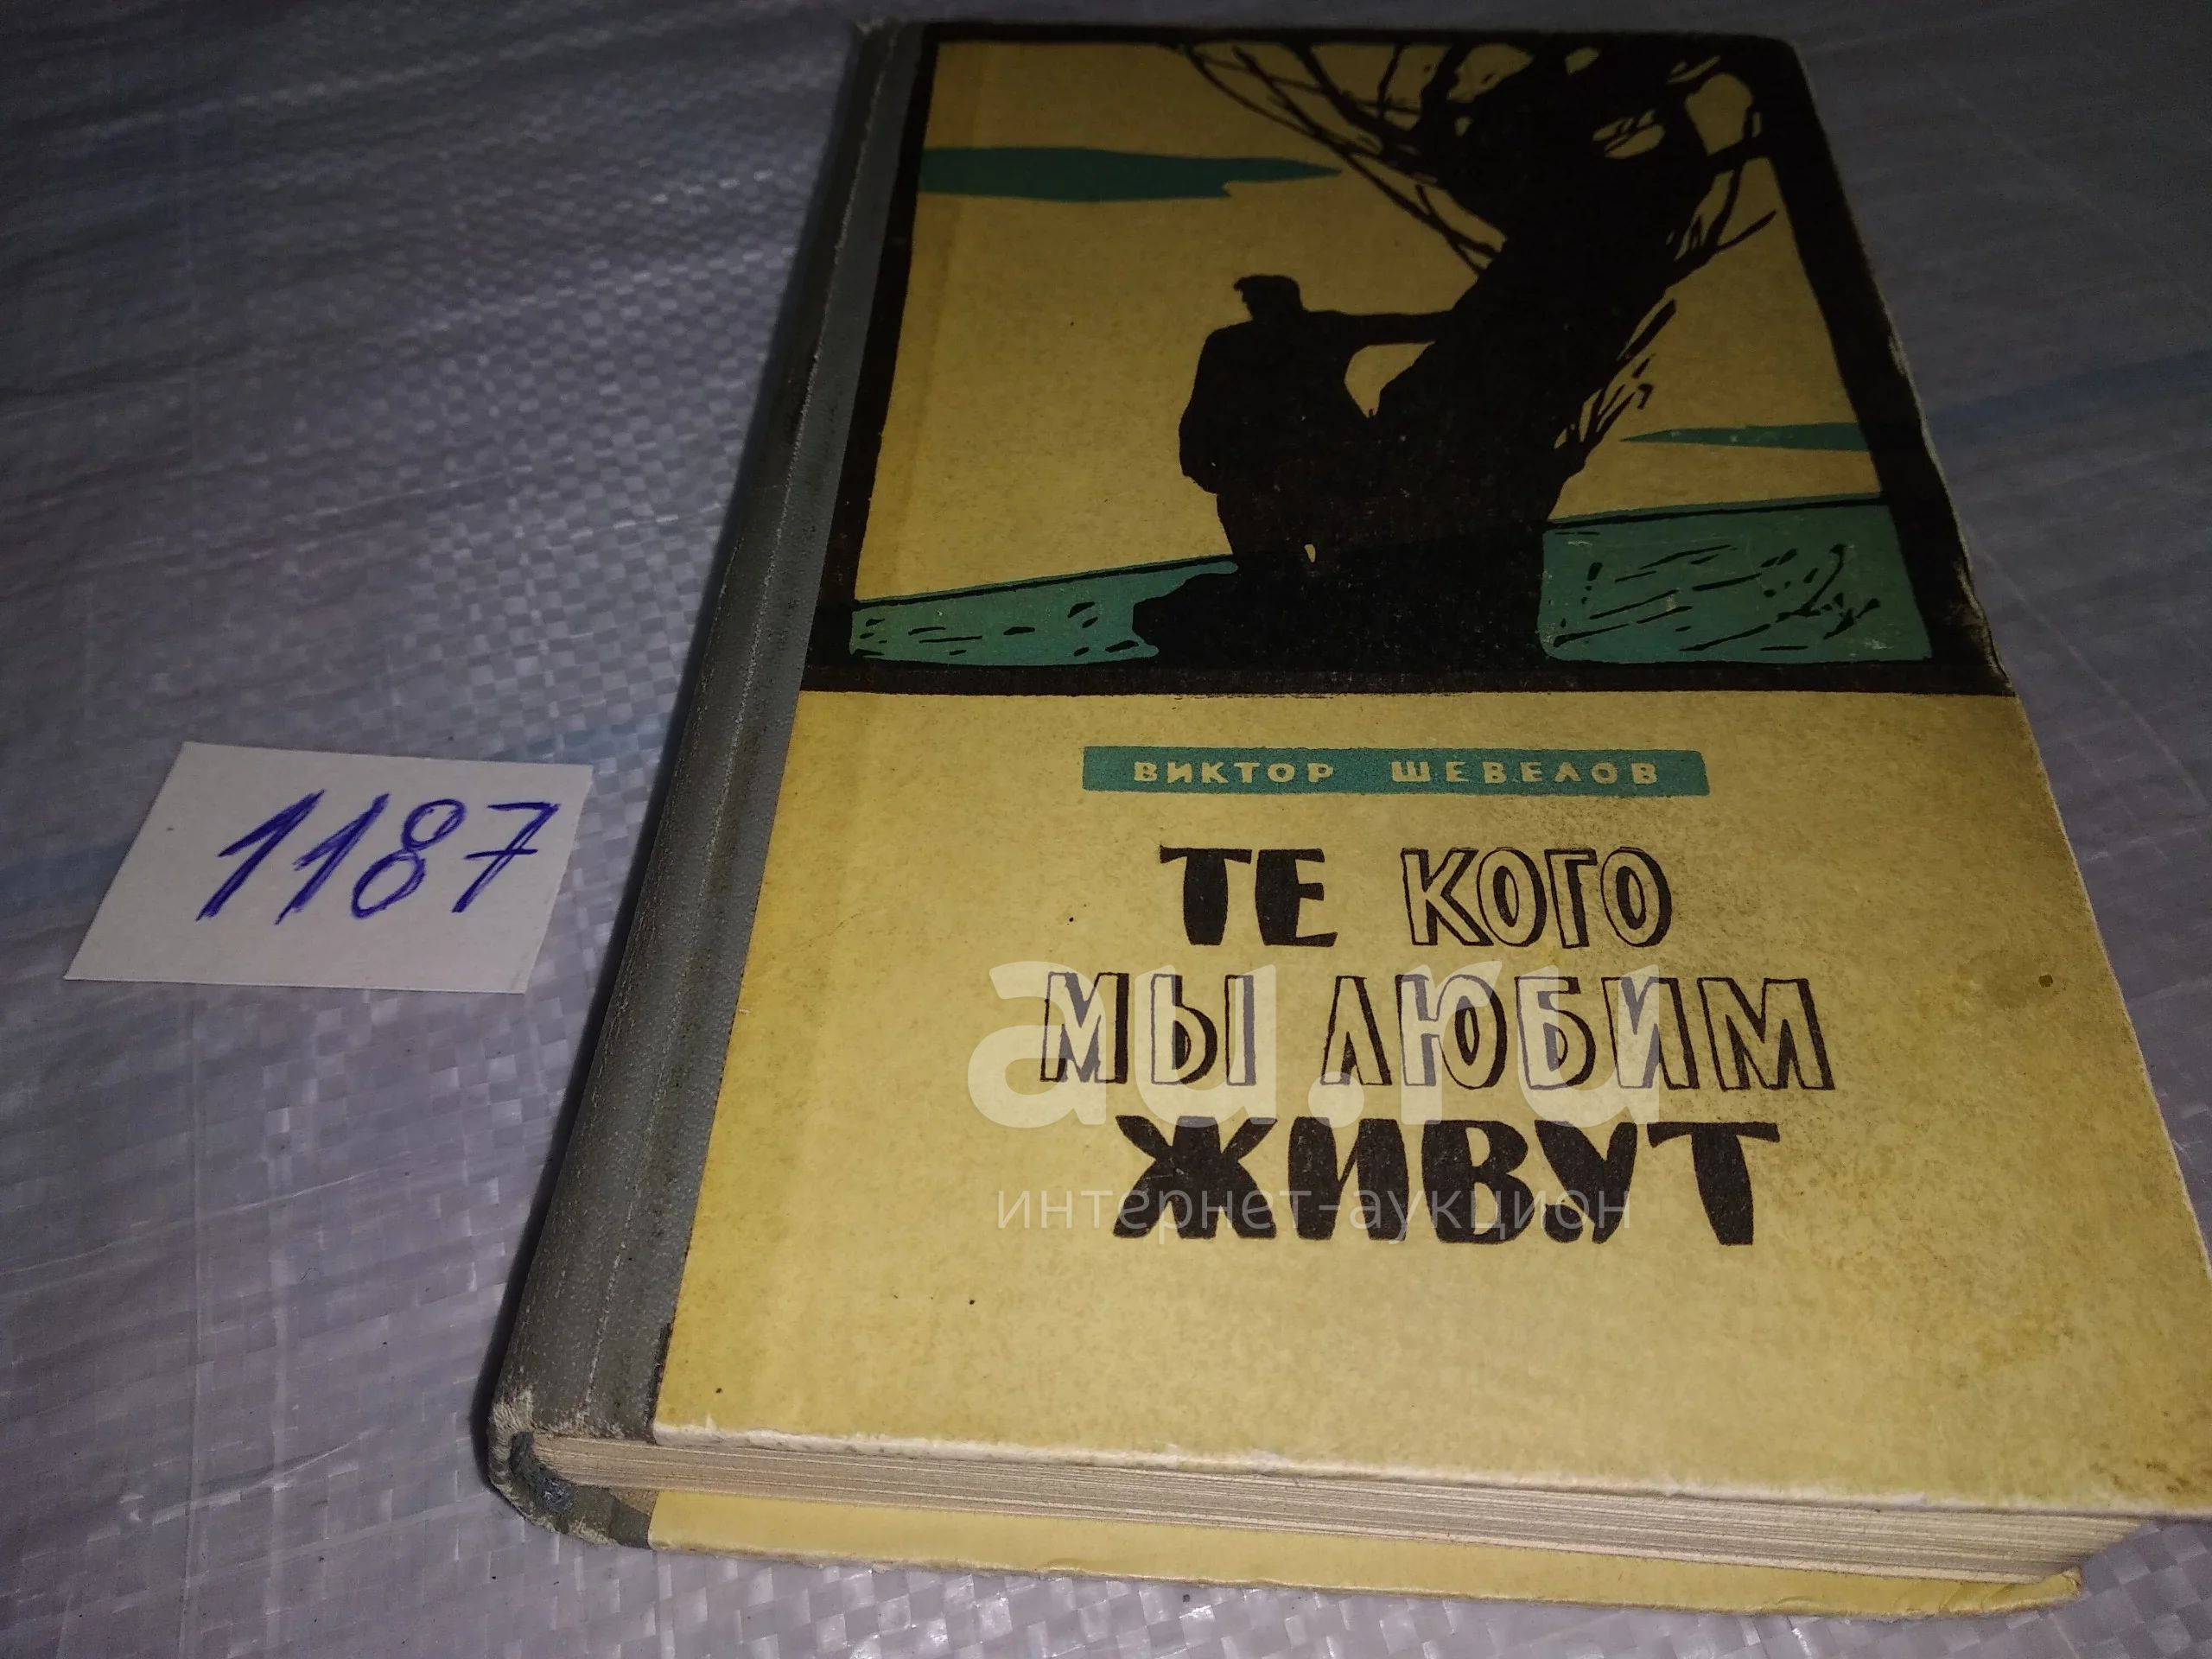 1187
ВИКТОР ШЕВЕЛОВ
ТЕ КОГО
МЫ ЛЮБИМ
ЖИВУТ
au.ru
интернет-аукцион